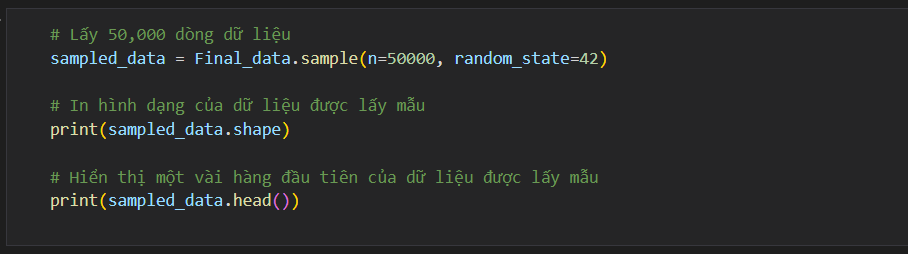 # Lấy 50,000 dòng dữ liệu
sampled_data = Final_data.sample(n=50000, random_state=42)
# In hình dạng của dữ liệu được lấy mẫu
print(sampled_data.shape)
# Hiển thị một vài hàng đầu tiên của dữ liệu được lấy mẫu
print(sampled_data.head())